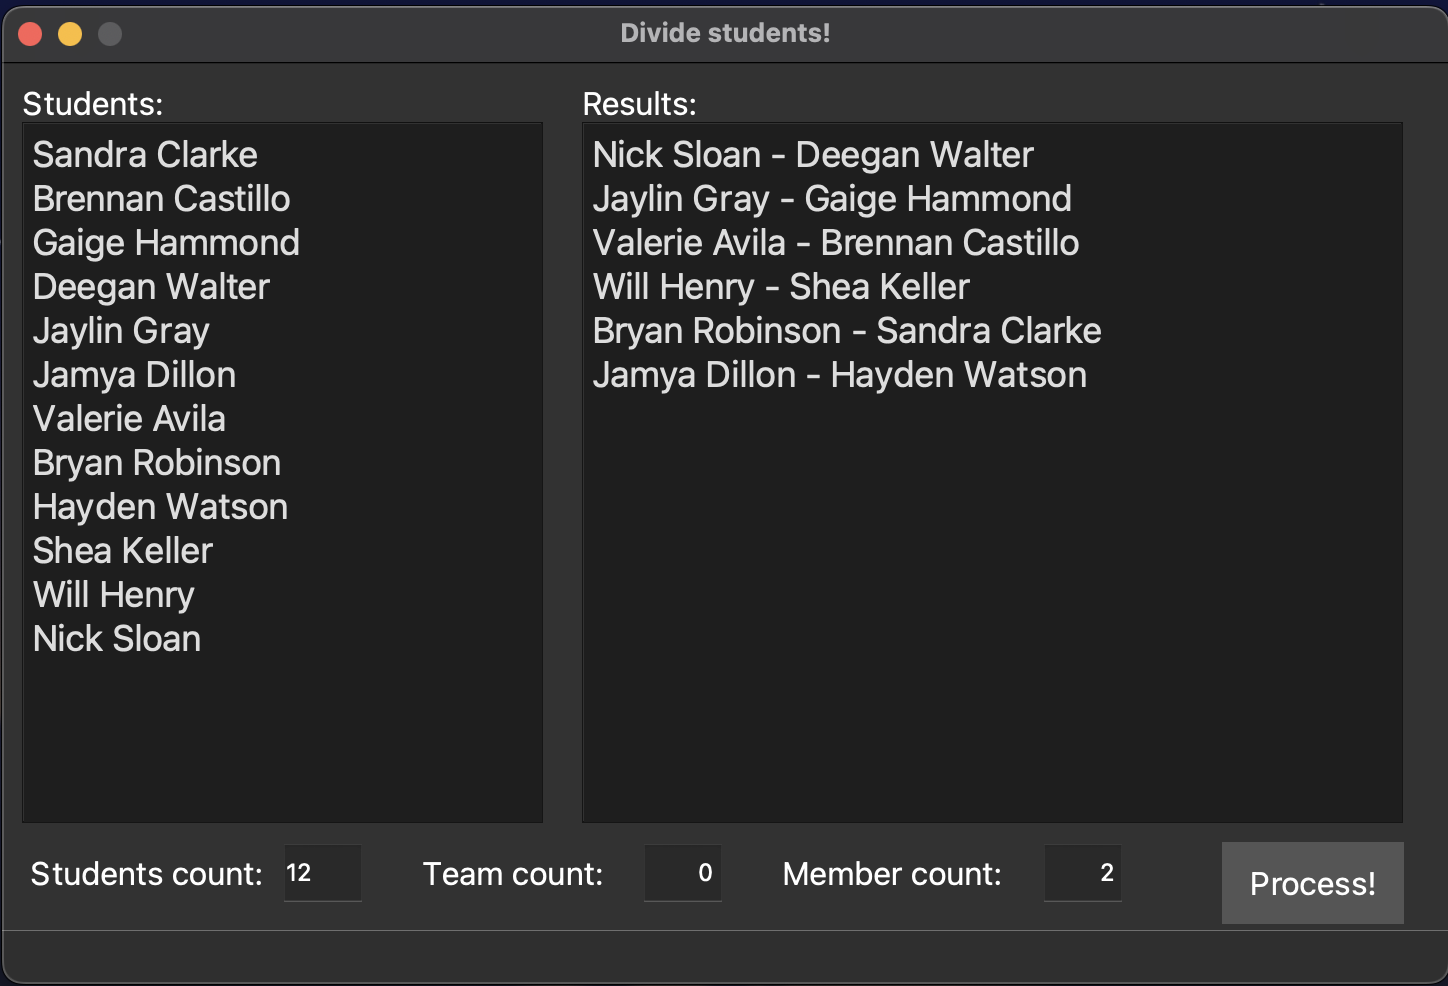 Divide students!
Students:
Sandra Clarke
Brennan Castillo
Gaige Hammond
Deegan Walter
Jaylin Gray
Jamya Dillon
Valerie Avila
Bryan Robinson
Hayden Watson
Shea Keller
Will Henry
Nick Sloan
Results:
Nick Sloan - Deegan Walter
Jaylin Gray - Gaige Hammond
Valerie Avila - Brennan Castillo
Will Henry - Shea Keller
Bryan Robinson - Sandra Clarke
Jamya Dillon - Hayden Watson
Students count: 12 Team count: 0 Member count: 2 Process!